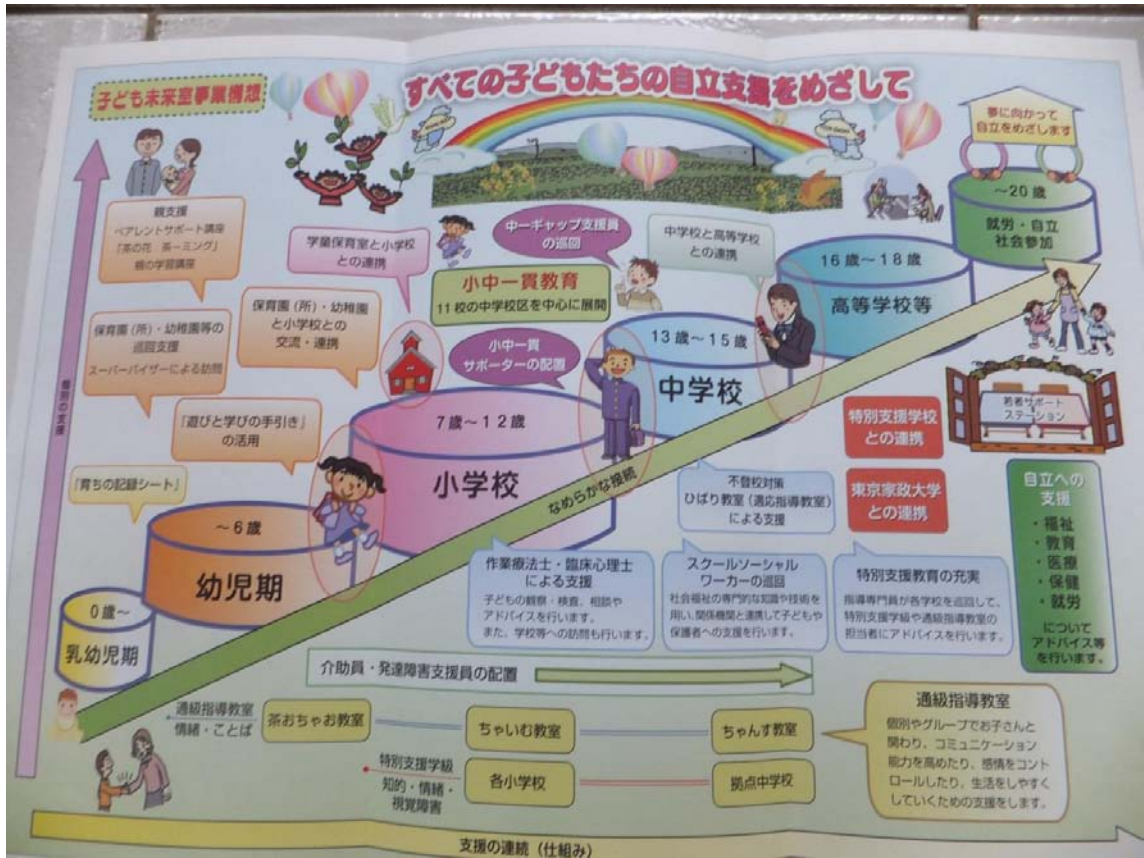 子ども未来室事業構想
すべての子どもたちの自立支援をめざして
夢に向かって
自立をめざします
親支援
ペアレントサポート講座
「茶の花 茶ーミング」
親の学習講座
学童保育室と小学校
との連携
中一ギャップ支援員
の巡回
中学校と高等学校
との連携
～20歳
就労・自立
社会参加
小中一貫教育
11校の中学校区を中心に展開
16歳～18歳
高等学校等
保育園(所)・幼稚園等の
巡回支援
スーパーバイザーによる訪問
保育園(所)・幼稚園
と小学校との
交流・連携
小中一貫
サポーターの配置
13歳～15歳
中学校
個別の支援
「遊びと学びの手引き」
の活用
7歳～12歳
小学校
特別支援学校
との連携
若者サポート
ステーション
「育ちの記録シート」
～6歳
幼児期
なめらかな接続
不登校対策
ひばり教室(適応指導教室)
による支援
東京家政大学
との連携
自立への
支援
・福祉
・教育
・医療
・保健
・就労
について
アドバイス等
を行います。
0歳～
乳幼児期
作業療法士・臨床心理士
による支援
子どもの観察・検査、相談や
アドバイスを行います。
また、学校等への訪問も行います。
スクールソーシャル
ワーカーの巡回
社会福祉の専門的な知識や技術を
用い、関係機関と連携して子どもや
保護者への支援を行います。
特別支援教育の充実
指導専門員が各学校を巡回して、
特別支援学級や通級指導教室の
担当者にアドバイスを行います。
介助員・発達障害支援員の配置
通級指導教室
情緒・ことば
茶おちゃお教室
ちゃいむ教室
ちゃんす教室
通級指導教室
個別やグループでお子さんと
関わり、コミュニケーション
能力を高めたり、感情をコント
ロールしたり、生活をしやすく
していくための支援をします。
特別支援学級
知的・情緒・
視覚障害
各小学校
拠点中学校
支援の連続(仕組み)